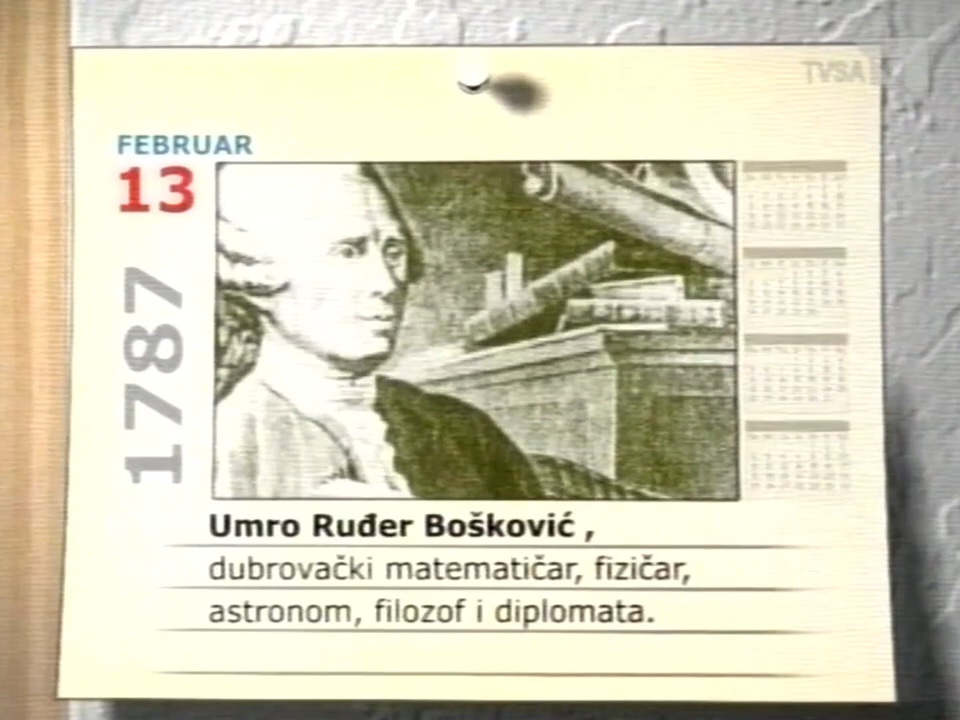 TVSA
FEBRUAR
13
1787
Umro Ruđer Bošković ,
dubrovački matematičar, fizičar,
astronom, filozof i diplomata.